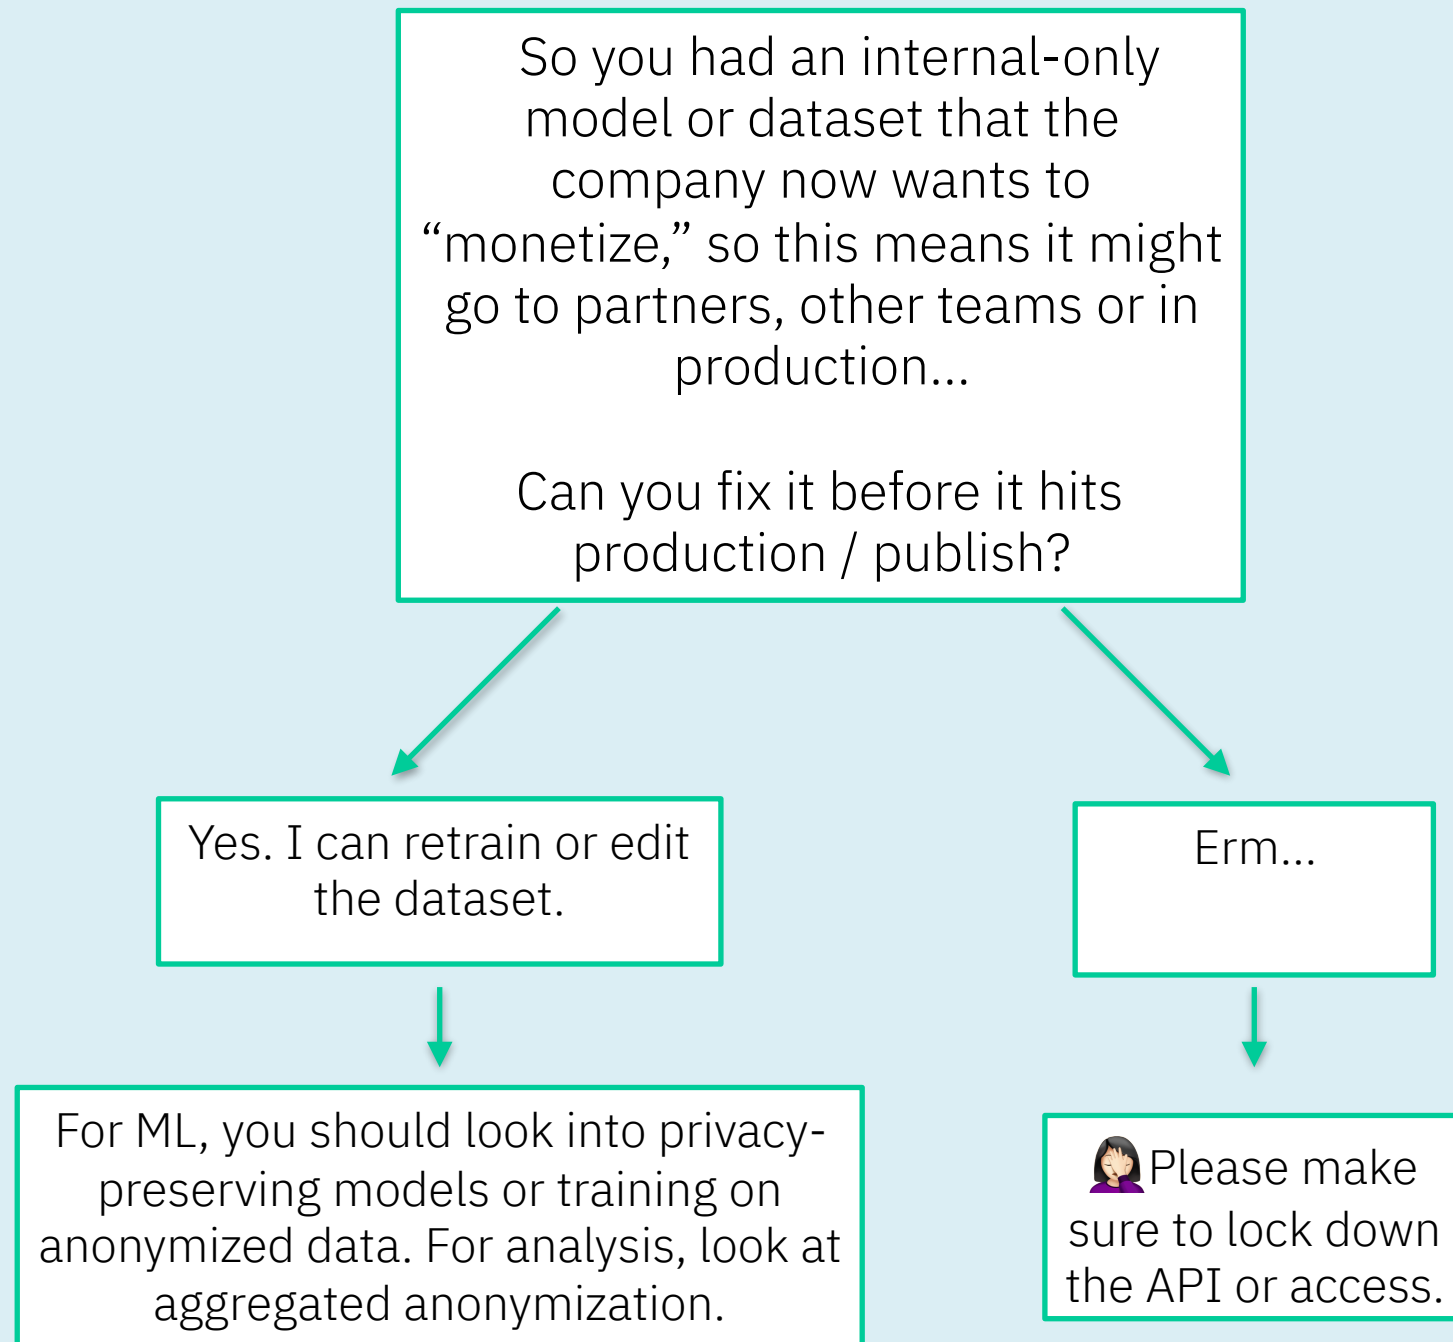 So you had an internal-only
model or dataset that the
company now wants to
“monetize,” so this means it might
go to partners, other teams or in
production...
Can you fix it before it hits
production / publish?
Yes. I can retrain or edit
the dataset.
Erm...
For ML, you should look into privacy-
preserving models or training on
anonymized data. For analysis, look at
aggregated anonymization.
🤦🏻‍♀️Please make
sure to lock down
the API or access.